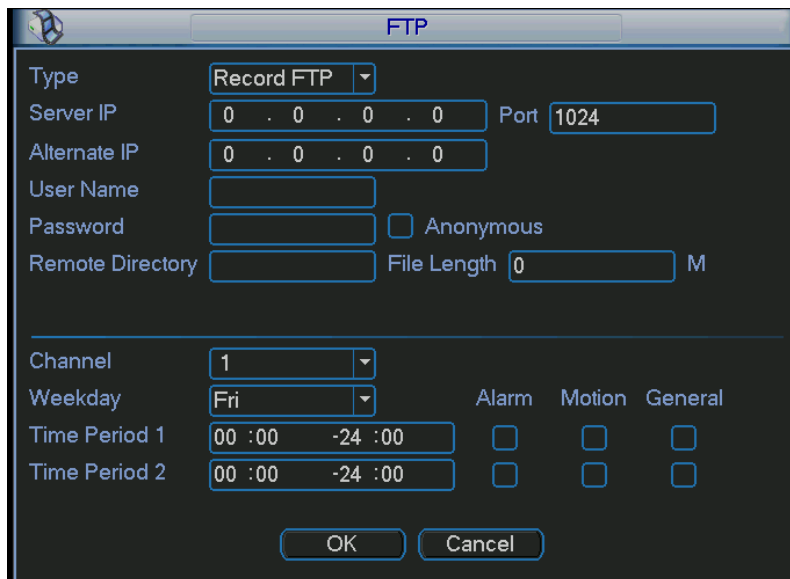 FTP
Type Record FTP
Server IP 0 . 0 . 0 . 0 Port 1024
Alternate IP 0 . 0 . 0 . 0
User Name
Password Anonymous
Remote Directory File Length 0 M
Channel 1
Weekday Fri Alarm Motion General
Time Period 1 00 :00 -24 :00
Time Period 2 00 :00 -24 :00
OK Cancel